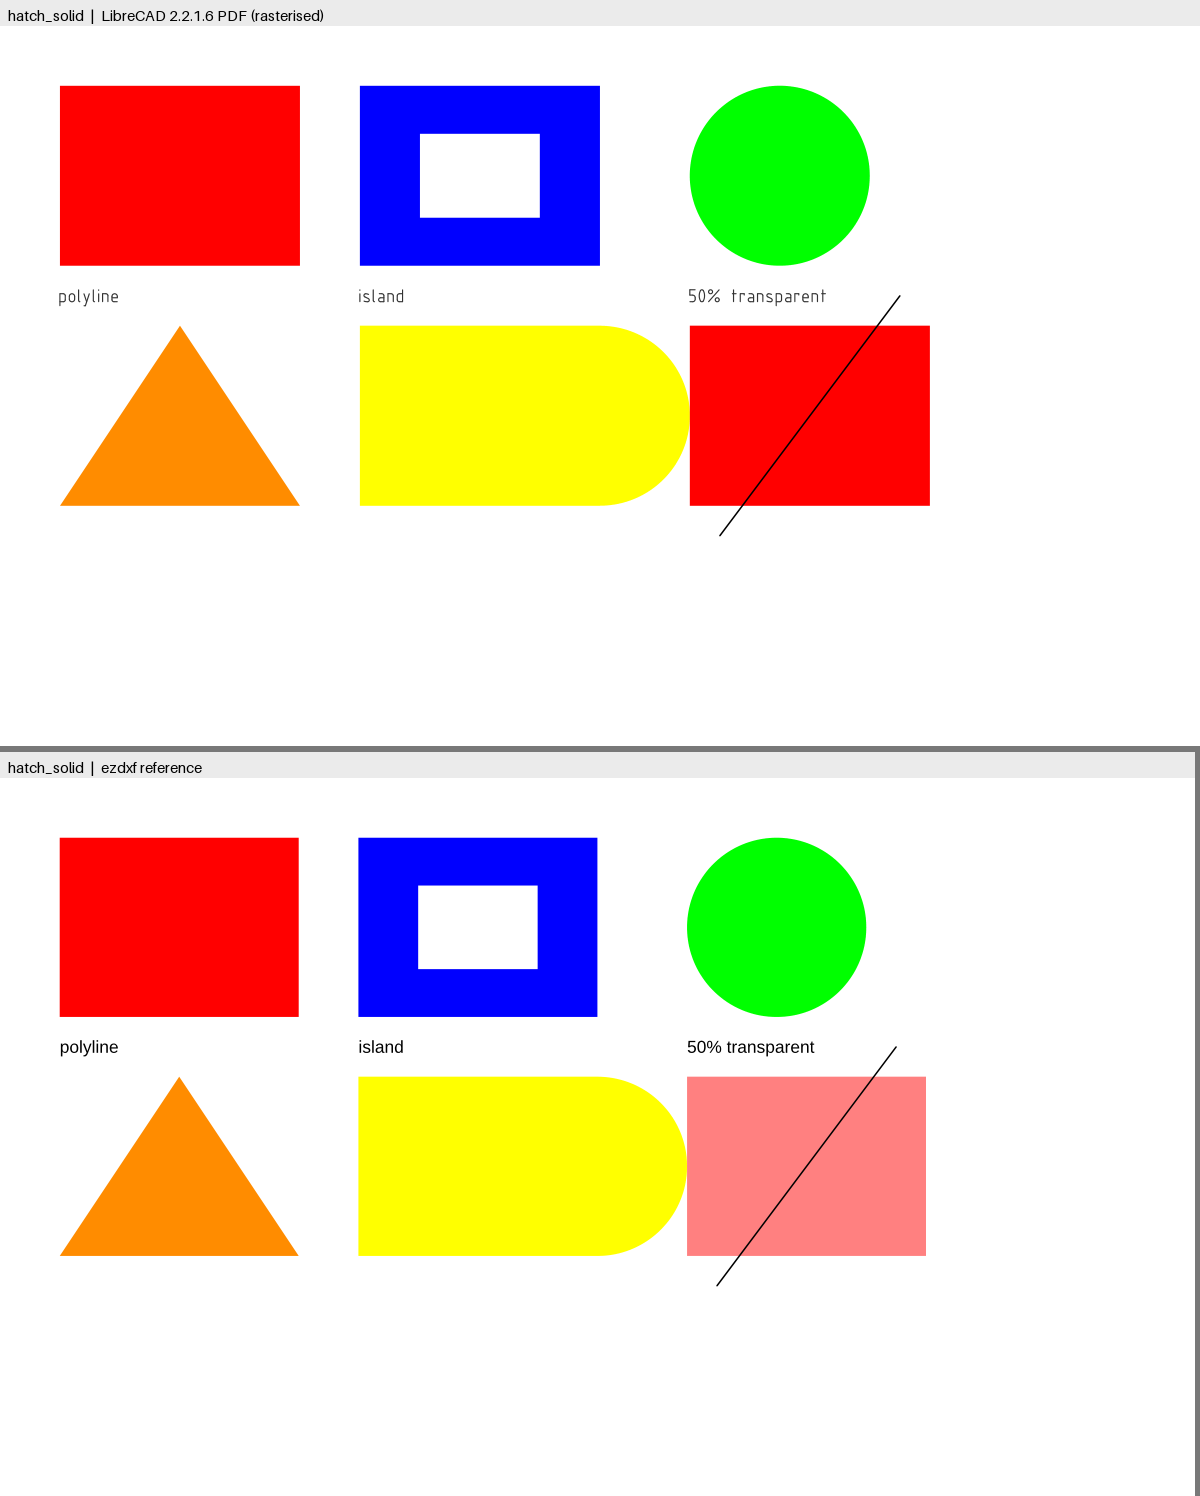 hatch_solid | LibreCAD 2.2.1.6 PDF (rasterised)
polyline
island
50% transparent
hatch_solid | ezdxf reference
polyline
island
50% transparent